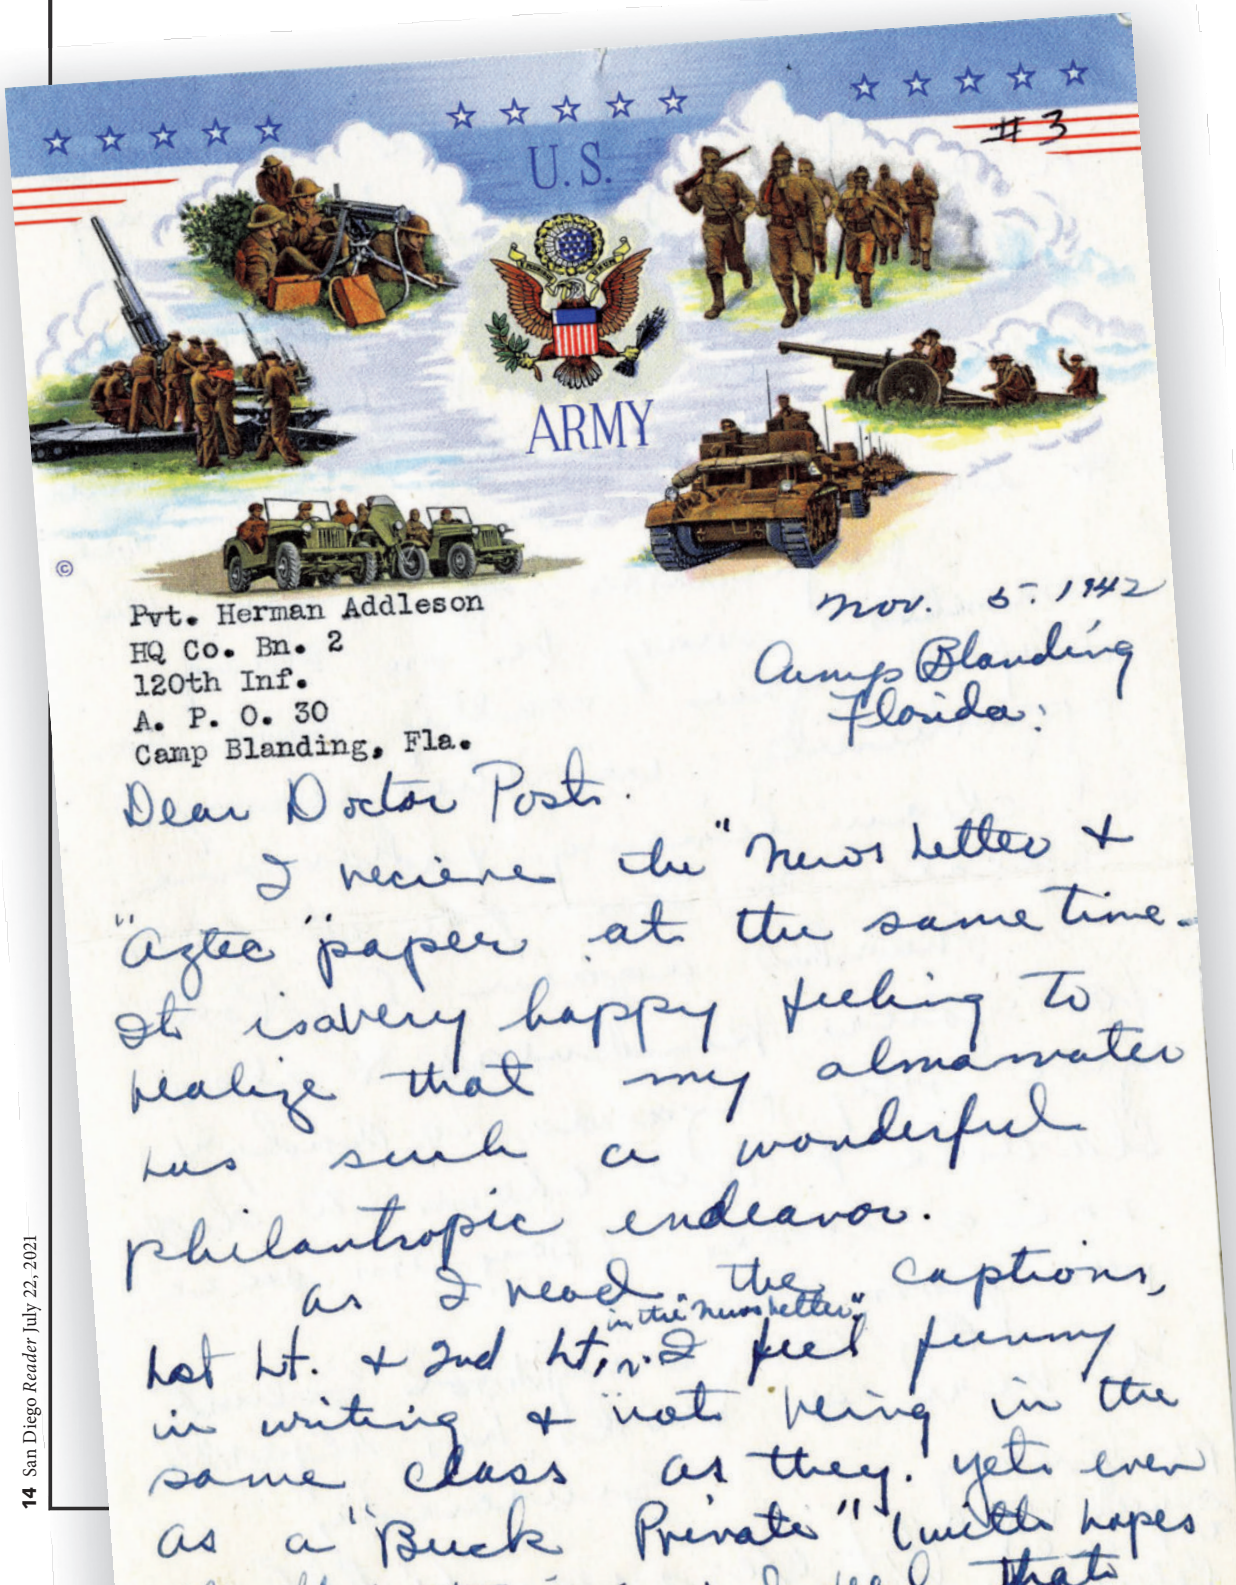 U.S.
# 3
ARMY
©
Pvt. Herman Addleson
HQ Co. Bn. 2
120th Inf.
A. P. O. 30
Camp Blanding, Fla.
Nov. 5. 1942
Camp Blanding
Florida:
Dear Doctor Post.
I recieve the "News Letter &
"Aztec" paper at the same time.
It is a very happy feeling to
realize that my almamater
has such a wonderful
philantropic endeavor.
As I read the captions,
in the "News Letter".
1st Lt. & 2nd Lt, I feel funny
in writing & not being in the
same class as they. Yet even
as a "Buck Private" (with hopes
that
14 San Diego Reader July 22, 2021